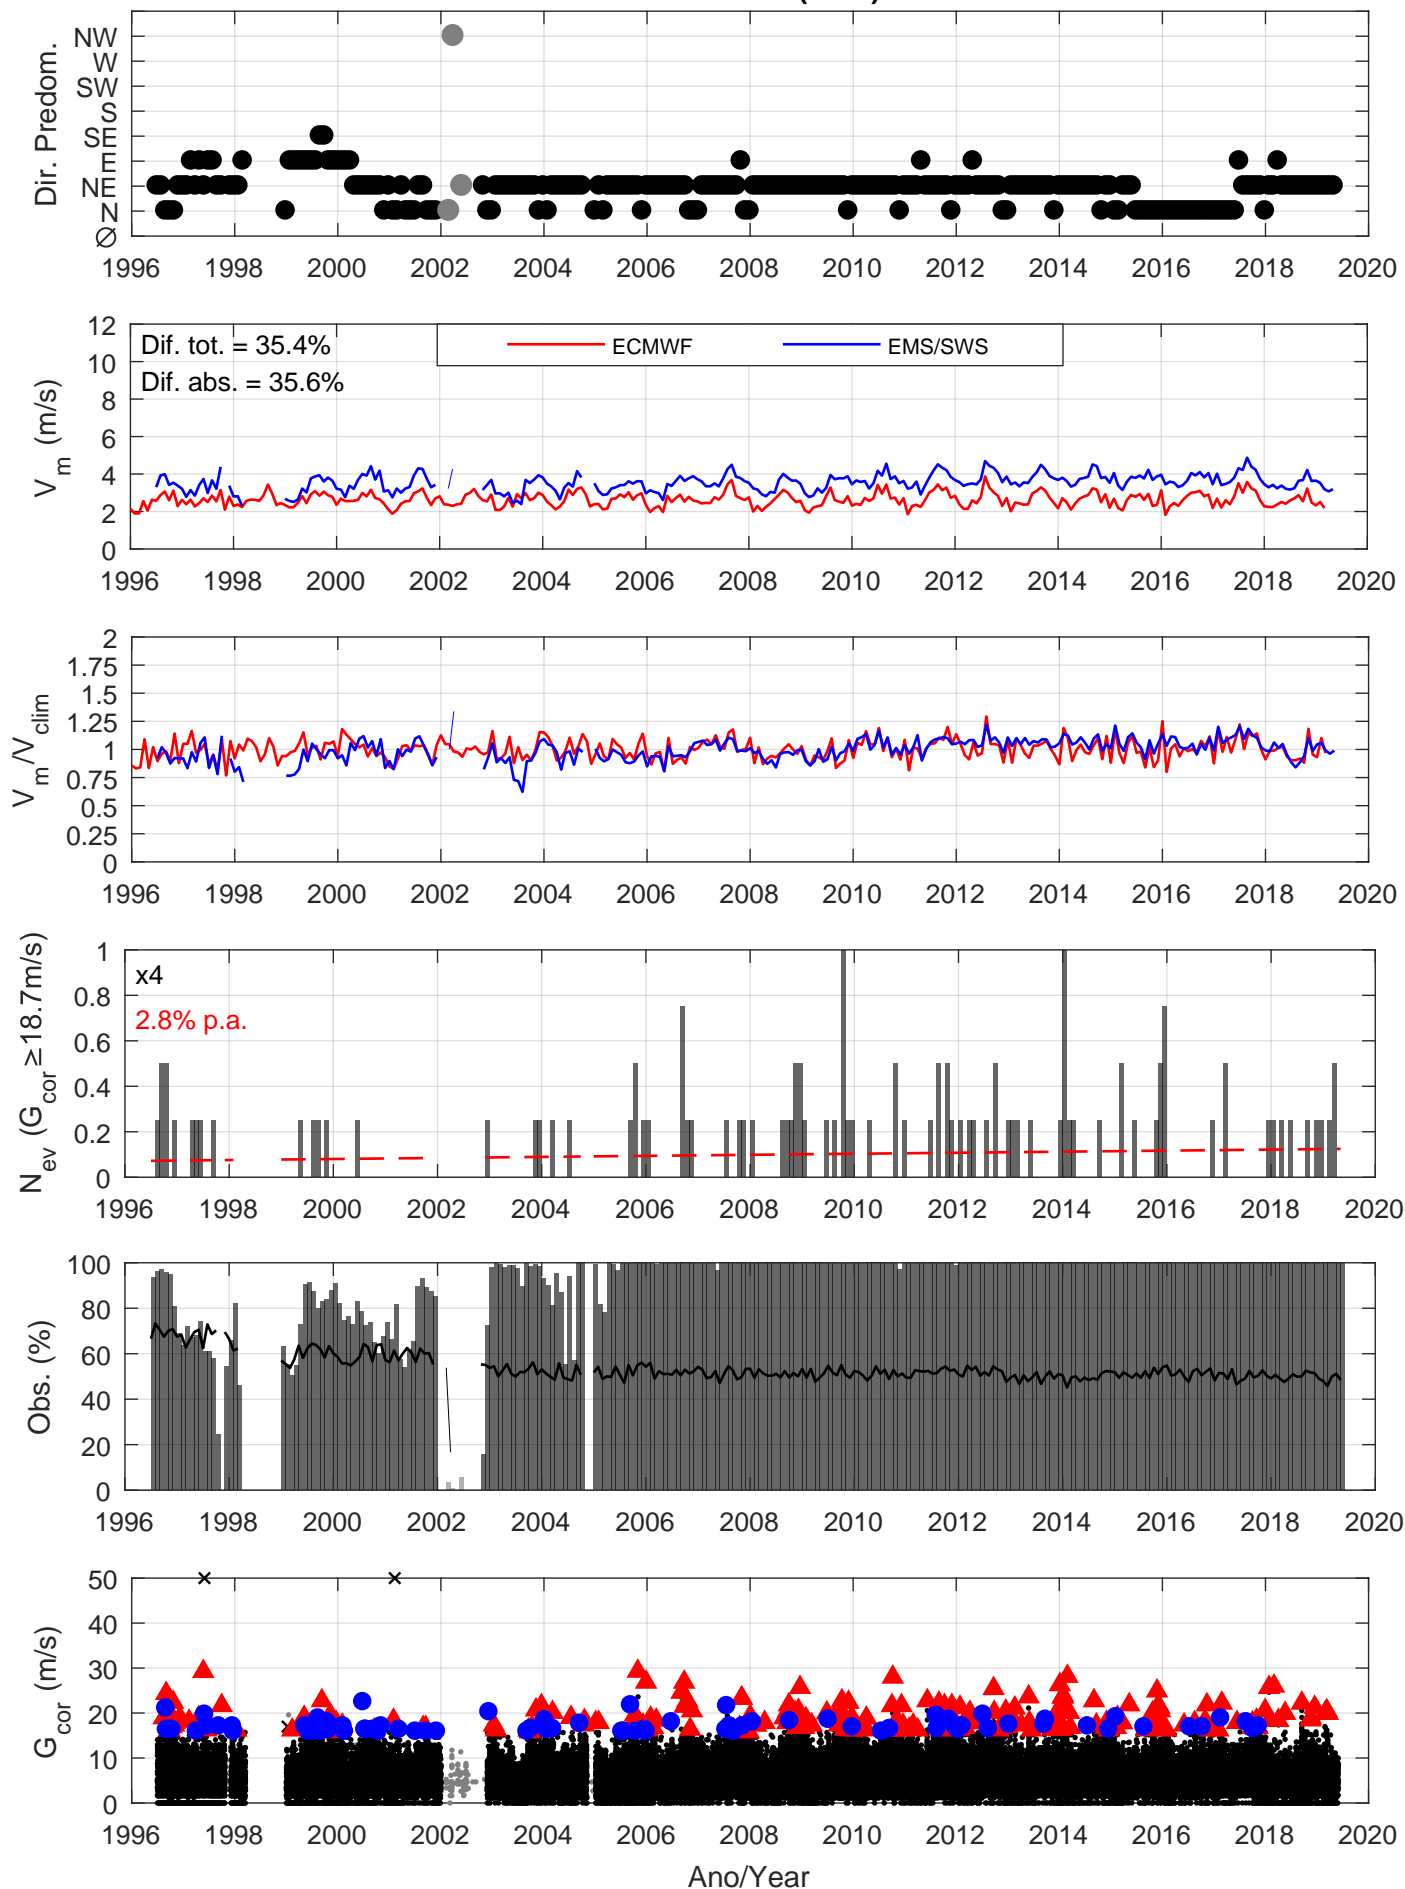 Dir. Predom.
NW
W
SW
S
SE
E
NE
N
Ø
1996 1998 2000 2002 2004 2006 2008 2010 2012 2014 2016 2018 2020
V_m (m/s)
12
10
8
6
4
2
0
Dif. tot. = 35.4%
Dif. abs. = 35.6%
ECMWF
EMS/SWS
1996 1998 2000 2002 2004 2006 2008 2010 2012 2014 2016 2018 2020
V_m/V_clim
2
1.75
1.5
1.25
1
0.75
0.5
0.25
0
1996 1998 2000 2002 2004 2006 2008 2010 2012 2014 2016 2018 2020
N_ev (G_cor ≥18.7m/s)
1
0.8
0.6
0.4
0.2
0
x4
2.8% p.a.
1996 1998 2000 2002 2004 2006 2008 2010 2012 2014 2016 2018 2020
Obs. (%)
100
80
60
40
20
0
1996 1998 2000 2002 2004 2006 2008 2010 2012 2014 2016 2018 2020
G_cor (m/s)
50
40
30
20
10
0
1996 1998 2000 2002 2004 2006 2008 2010 2012 2014 2016 2018 2020
Ano/Year